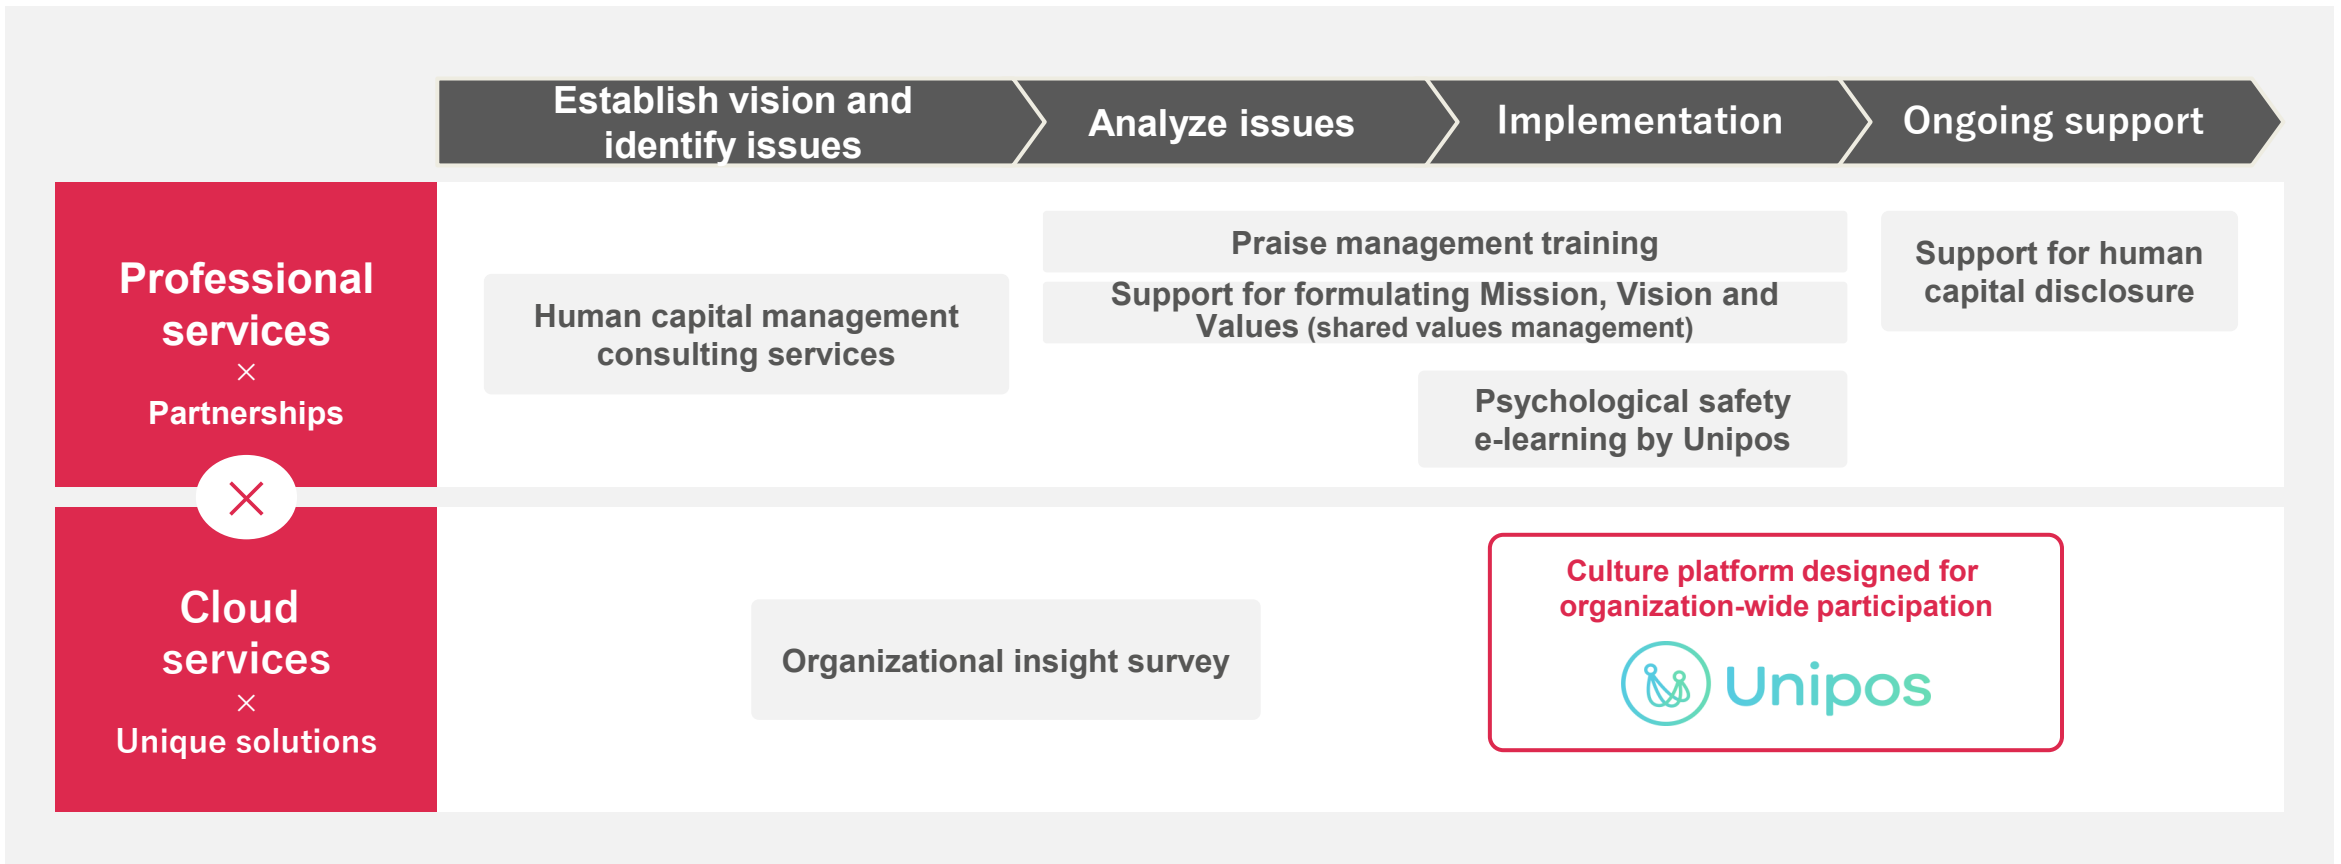 Establish vision and
identify issues
Analyze issues
Implementation
Ongoing support
Professional
services
×
Partnerships
Human capital management
consulting services
Praise management training
Support for formulating Mission, Vision and
Values (shared values management)
Psychological safety
e-learning by Unipos
Support for human
capital disclosure
×
Cloud
services
×
Unique solutions
Organizational insight survey
Culture platform designed for
organization-wide participation
Unipos